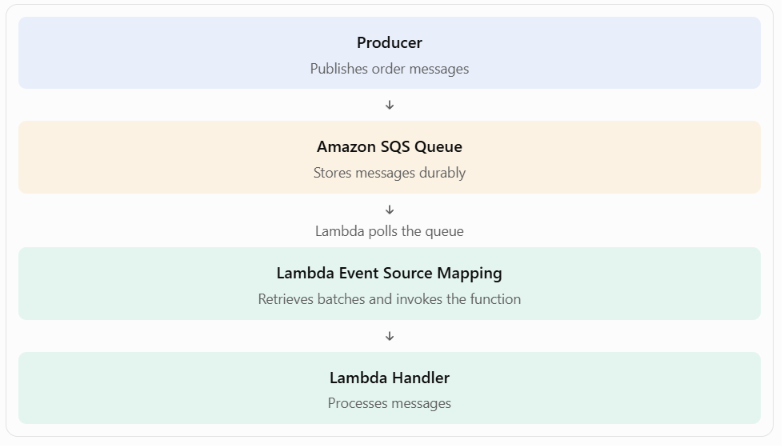 Producer
Publishes order messages
↓
Amazon SQS Queue
Stores messages durably
↓
Lambda polls the queue
Lambda Event Source Mapping
Retrieves batches and invokes the function
↓
Lambda Handler
Processes messages